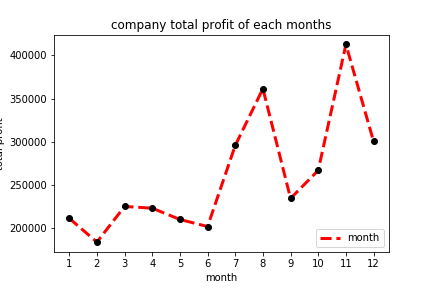 company total profit of each months
400000
350000
300000
250000
200000
total profit
1 2 3 4 5 6 7 8 9 10 11 12
month
month